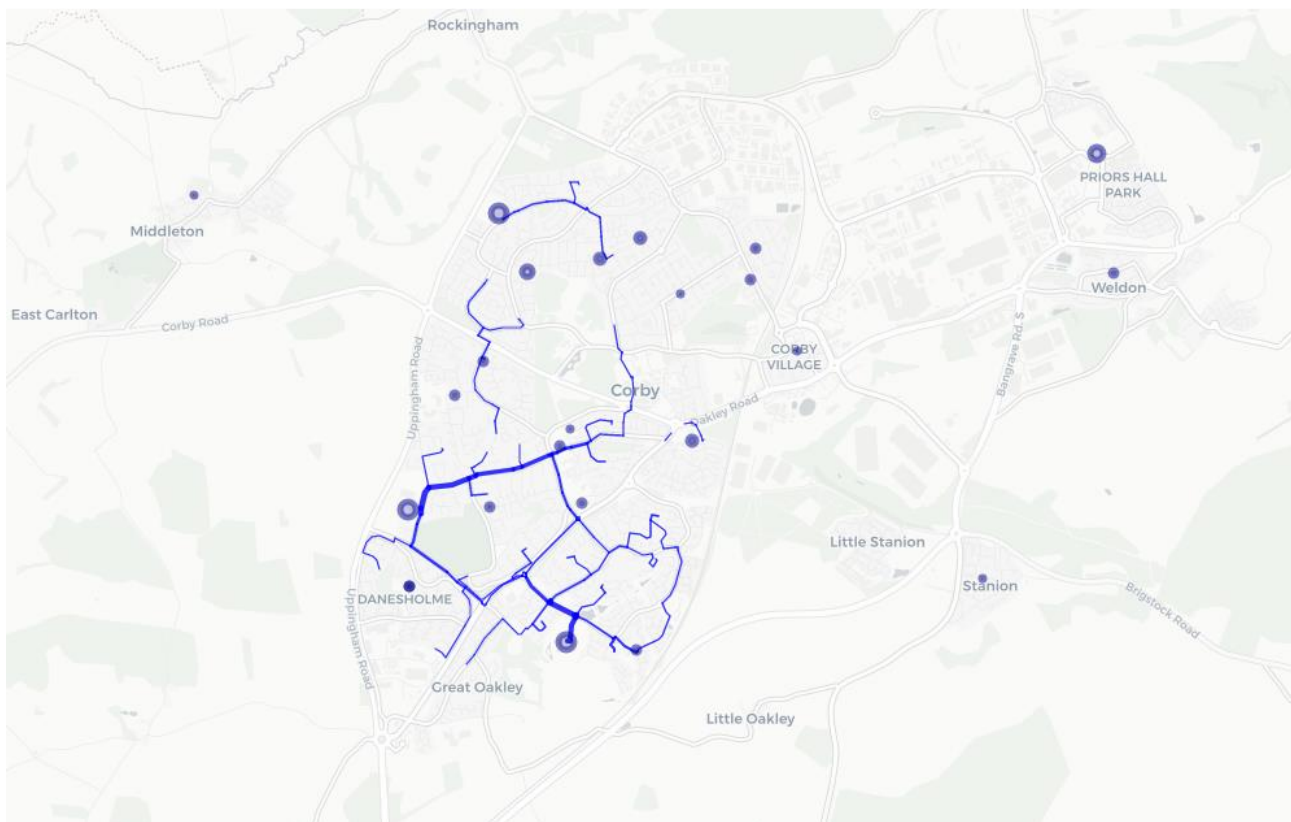 Rockingham
PRIORS HALL
PARK
Middleton
Weldon
East Carlton
Corby Road
Uppingham Road
Bangrave Rd. S
CORBY
VILLAGE
Corby
Oakley Road
Little Stanion
Stanion
DANESHOLME
Uppingham Road
Brigstock Road
Great Oakley
Little Oakley